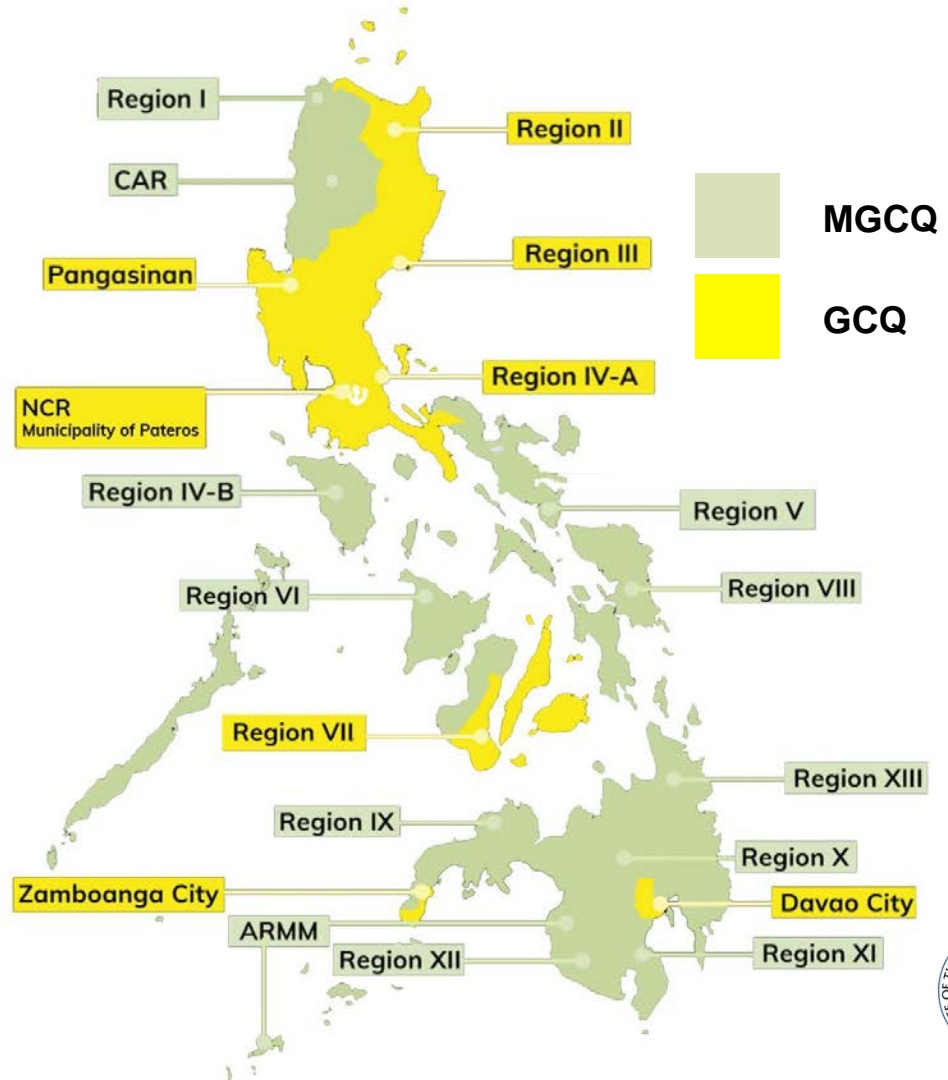 Region I
Region II
CAR
MGCQ
Region III
Pangasinan
GCQ
Region IV-A
NCR
Municipality of Pateros
Region IV-B
Region V
Region VIII
Region VI
Region VII
Region XIII
Region IX
Region X
Zamboanga City
Davao City
ARMM
Region XI
Region XII